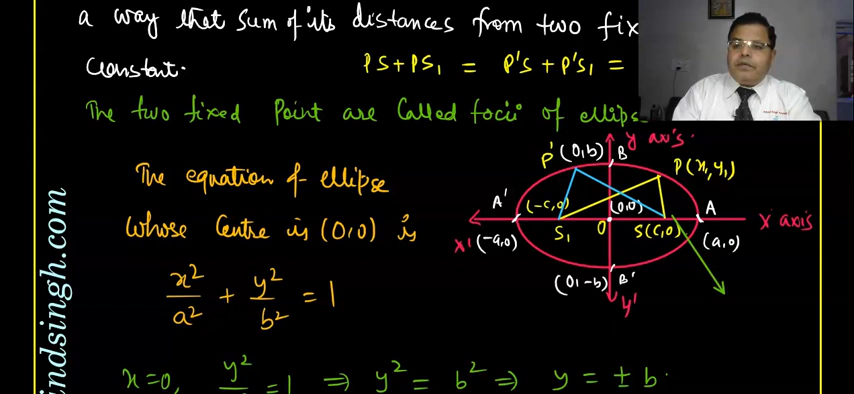 a way that sum of its distances from two fix
constant.
PS + PS₁ = P'S + P'S₁ =
The two fixed Point are called focii of ellips
The equation of ellipse
whose Centre is (0,0) is
x²/a² + y²/b² = 1
P' (0,b) B y axis
P(x₁,y₁)
A' (-c,0) (0,0) A
x' (-a,0) S₁ O S(c,0) (a,0) X axis
(0,-b) B'
y'
x=0, y² = 1 ⇒ y² = b² ⇒ y = ± b.
indsingh.com